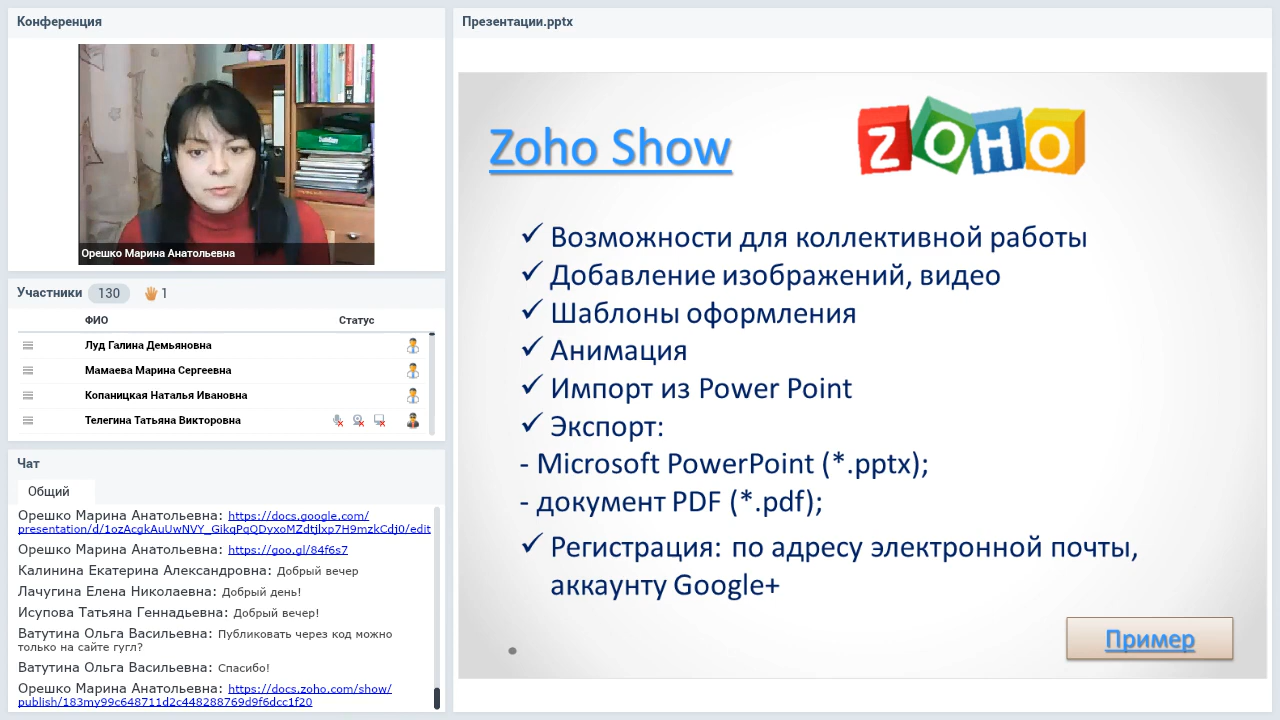 Конференция
Орешко Марина Анатольевна
Участники 130 1
ФИО Статус
Луд Галина Демьяновна
Мамаева Марина Сергеевна
Копаницкая Наталья Ивановна
Телегина Татьяна Викторовна
Чат
Общий
Орешко Марина Анатольевна: https://docs.google.com/
presentation/d/1ozAcgkAuUwNVY_GikqPqQDyxoMZdtJlxp7H9mzkCdj0/edit
Орешко Марина Анатольевна: https://goo.gl/84f6s7
Калинина Екатерина Александровна: Добрый вечер
Лачугина Елена Николаевна: Добрый день!
Исупова Татьяна Геннадьевна: Добрый вечер!
Ватутина Ольга Васильевна: Публиковать через код можно
только на сайте гугл?
Ватутина Ольга Васильевна: Спасибо!
Орешко Марина Анатольевна: https://docs.zoho.com/show/
publish/183my99c648711d2c448288769d9f6dcc1f20
Презентации.pptx
Zoho Show
ZOHO
✓ Возможности для коллективной работы
✓ Добавление изображений, видео
✓ Шаблоны оформления
✓ Анимация
✓ Импорт из Power Point
✓ Экспорт:
- Microsoft PowerPoint (*.pptx);
- документ PDF (*.pdf);
✓ Регистрация: по адресу электронной почты,
аккаунту Google+
Пример